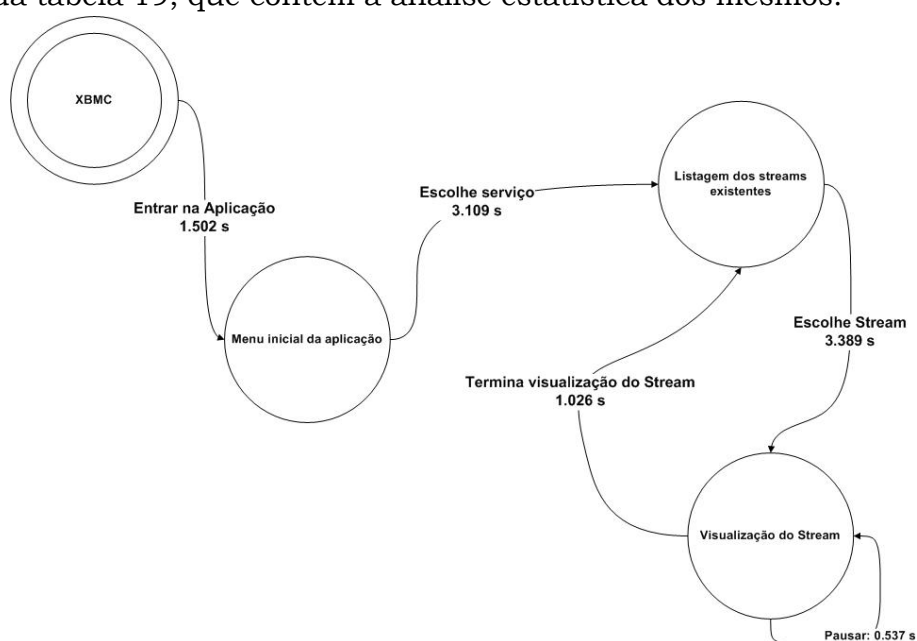 da tabela 19, que contém a análise estatística dos mesmos.
XBMC
Entrar na Aplicação
1.502 s
Menu inicial da aplicação
Escolhe serviço
3.109 s
Listagem dos streams
existentes
Escolhe Stream
3.389 s
Termina visualização do Stream
1.026 s
Visualização do Stream
Pausar: 0.537 s